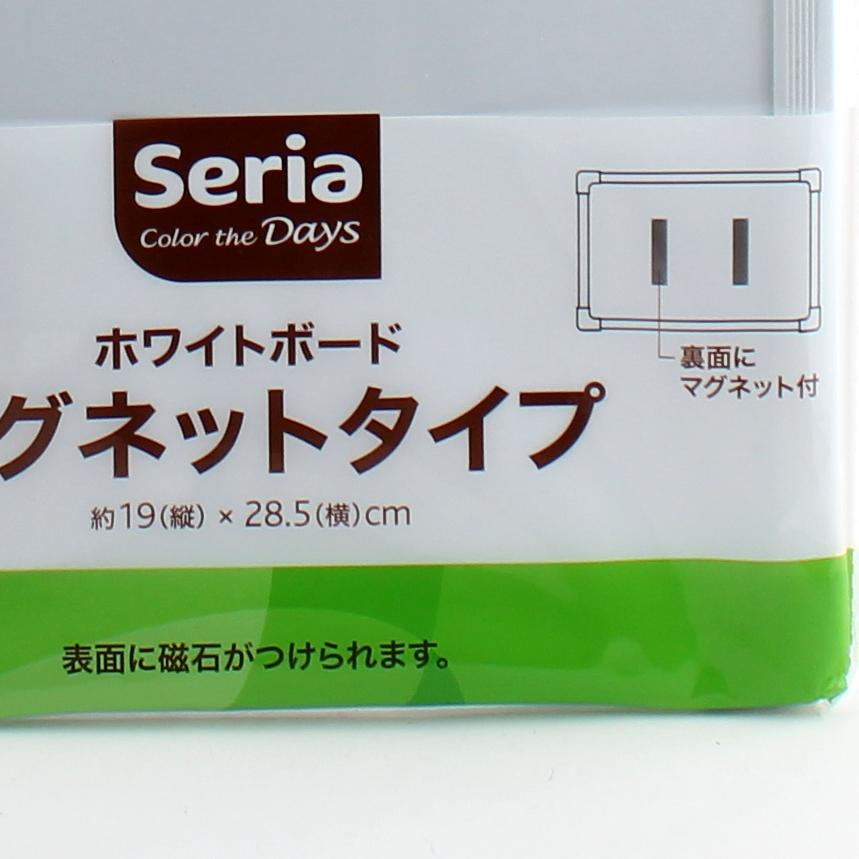 Seria
Color the Days
ホワイトボード
グネットタイプ
約19(縦) × 28.5(横)cm
裏面に
マグネット付
表面に磁石がつけられます。